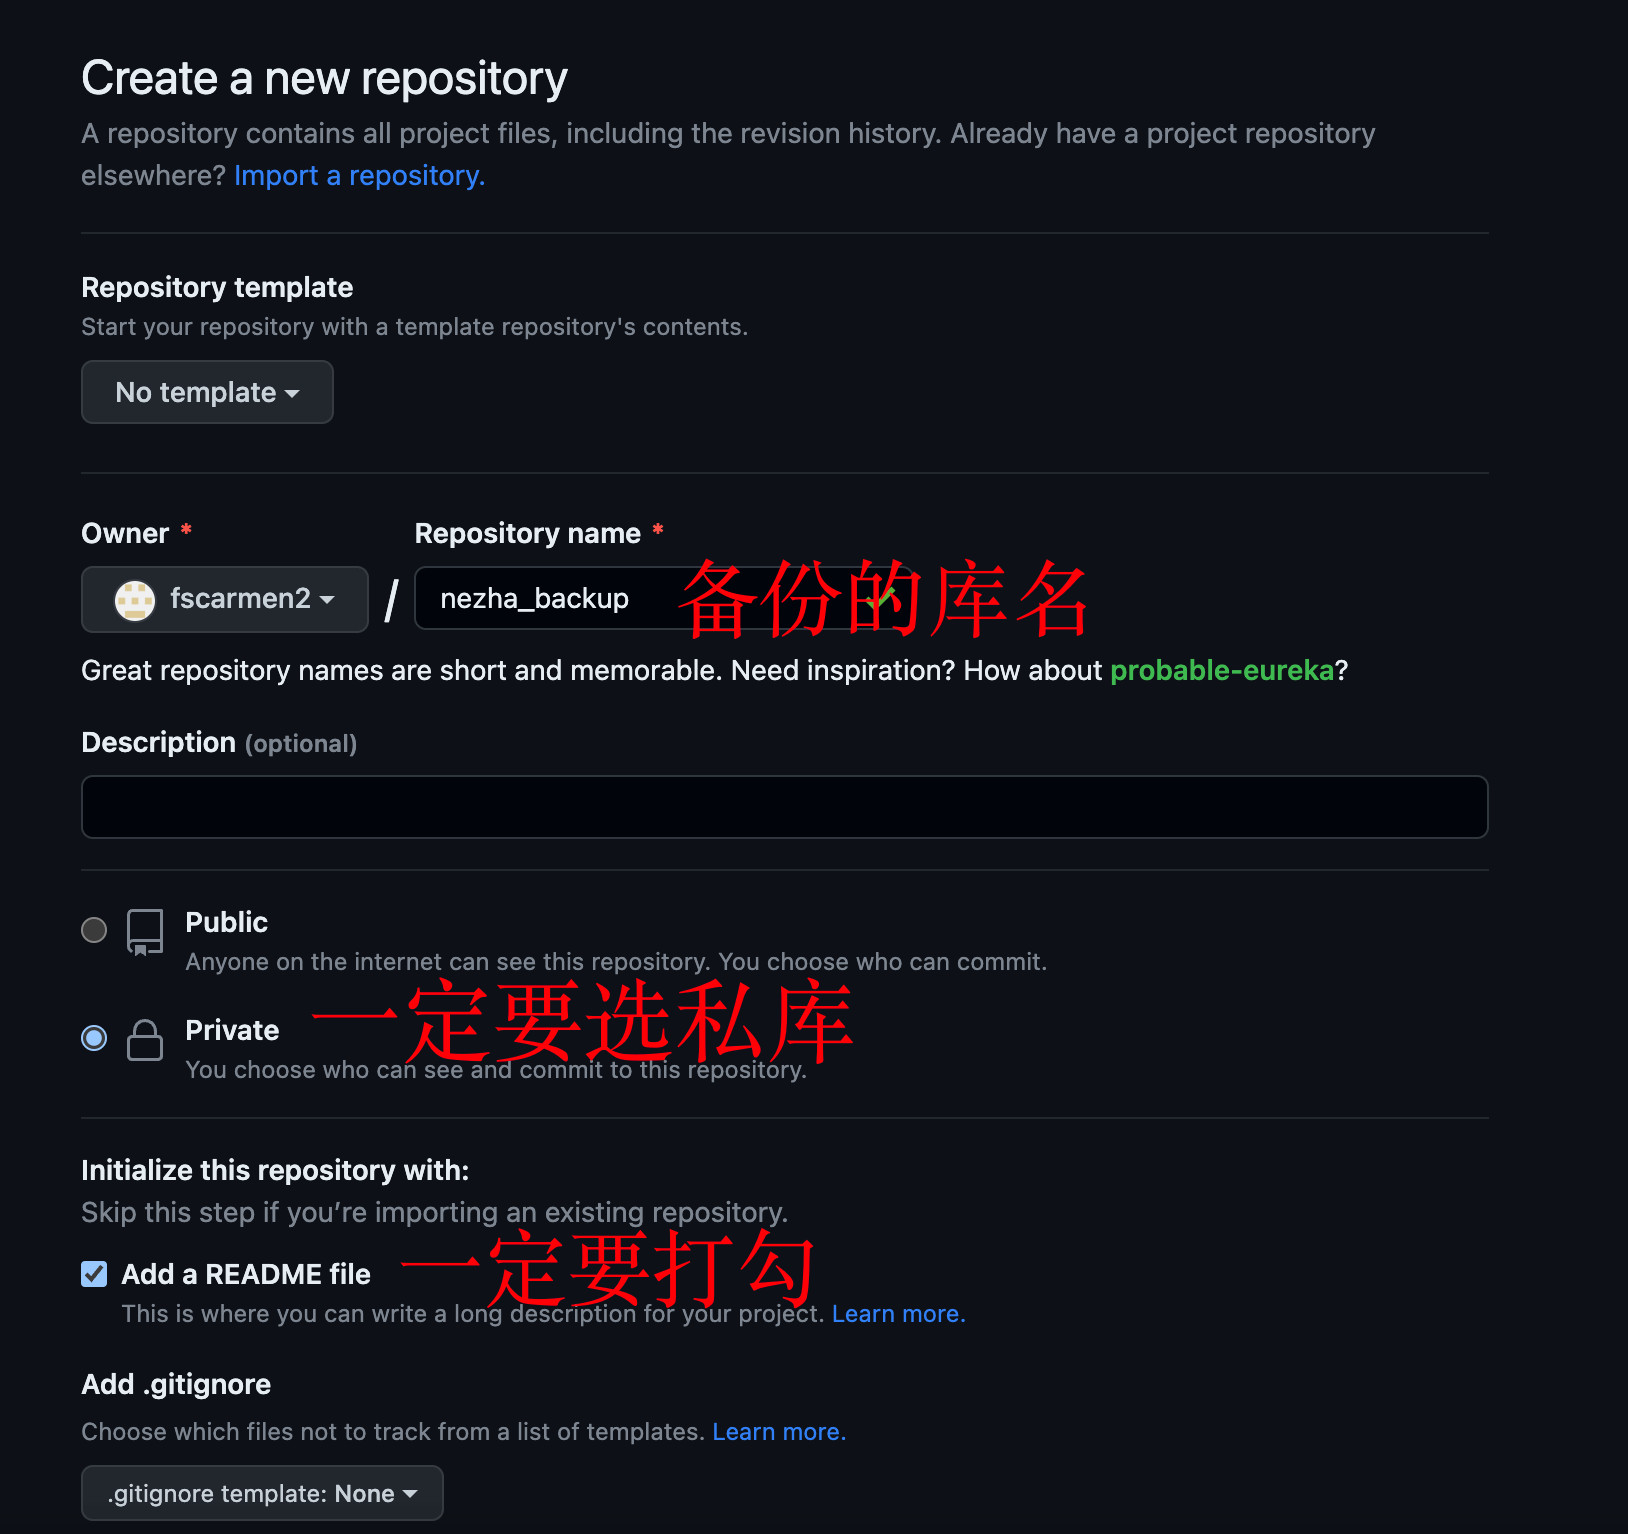 Create a new repository
A repository contains all project files, including the revision history. Already have a project repository
elsewhere? Import a repository.
Repository template
Start your repository with a template repository's contents.
No template
Owner * Repository name *
fscarmen2 / nezha_backup 备份的库名
Great repository names are short and memorable. Need inspiration? How about probable-eureka?
Description (optional)
Public
Anyone on the internet can see this repository. You choose who can commit.
Private 一定要选私库
You choose who can see and commit to this repository.
Initialize this repository with:
Skip this step if you’re importing an existing repository.
Add a README file 一定要打勾
This is where you can write a long description for your project. Learn more.
Add .gitignore
Choose which files not to track from a list of templates. Learn more.
.gitignore template: None